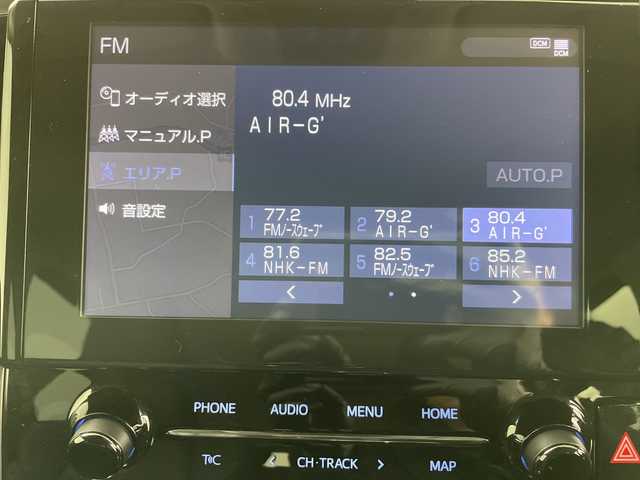 FM
DCM
DCM
オーディオ選択
マニュアル.P
エリア.P
音設定
80.4 MHz
AIR-G'
AUTO.P
1 77.2 FMﾉｰｽｳｪｰﾌﾞ
2 79.2 AIR-G'
3 80.4 AIR-G'
4 81.6 NHK-FM
5 82.5 FMﾉｰｽｳｪｰﾌﾞ
6 85.2 NHK-FM
< >
PHONE AUDIO MENU HOME
T C < CH·TRACK > MAP